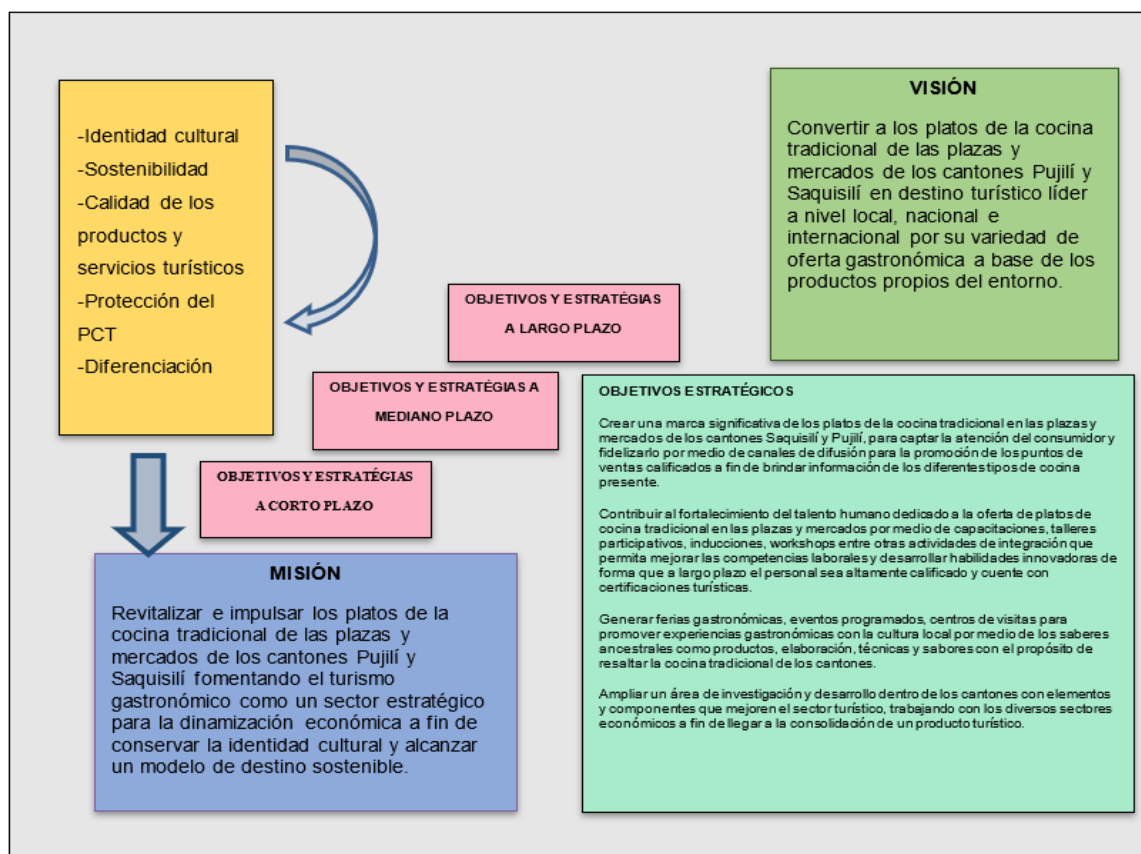 -Identidad cultural
-Sostenibilidad
-Calidad de los
productos y
servicios turísticos
-Protección del
PCT
-Diferenciación
VISIÓN
Convertir a los platos de la cocina
tradicional de las plazas y
mercados de los cantones Pujilí y
Saquisilí en destino turístico líder
a nivel local, nacional e
internacional por su variedad de
oferta gastronómica a base de los
productos propios del entorno.
OBJETIVOS Y ESTRATÉGIAS
A LARGO PLAZO
OBJETIVOS Y ESTRATÉGIAS A
MEDIANO PLAZO
OBJETIVOS Y ESTRATÉGIAS
A CORTO PLAZO
MISIÓN
Revitalizar e impulsar los platos de la
cocina tradicional de las plazas y
mercados de los cantones Pujilí y
Saquisilí fomentando el turismo
gastronómico como un sector estratégico
para la dinamización económica a fin de
conservar la identidad cultural y alcanzar
un modelo de destino sostenible.
OBJETIVOS ESTRATÉGICOS
Crear una marca significativa de los platos de la cocina tradicional en las plazas y
mercados de los cantones Saquisilí y Pujilí, para captar la atención del consumidor y
fidelizarlo por medio de canales de difusión para la promoción de los puntos de
ventas calificados a fin de brindar información de los diferentes tipos de cocina
presente.
Contribuir al fortalecimiento del talento humano dedicado a la oferta de platos de
cocina tradicional en las plazas y mercados por medio de capacitaciones, talleres
participativos, inducciones, workshops entre otras actividades de integración que
permita mejorar las competencias laborales y desarrollar habilidades innovadoras de
forma que a largo plazo el personal sea altamente calificado y cuente con
certificaciones turísticas.
Generar ferias gastronómicas, eventos programados, centros de visitas para
promover experiencias gastronómicas con la cultura local por medio de los saberes
ancestrales como productos, elaboración, técnicas y sabores con el propósito de
resaltar la cocina tradicional de los cantones.
Ampliar un área de investigación y desarrollo dentro de los cantones con elementos
y componentes que mejoren el sector turístico, trabajando con los diversos sectores
económicos a fin de llegar a la consolidación de un producto turístico.